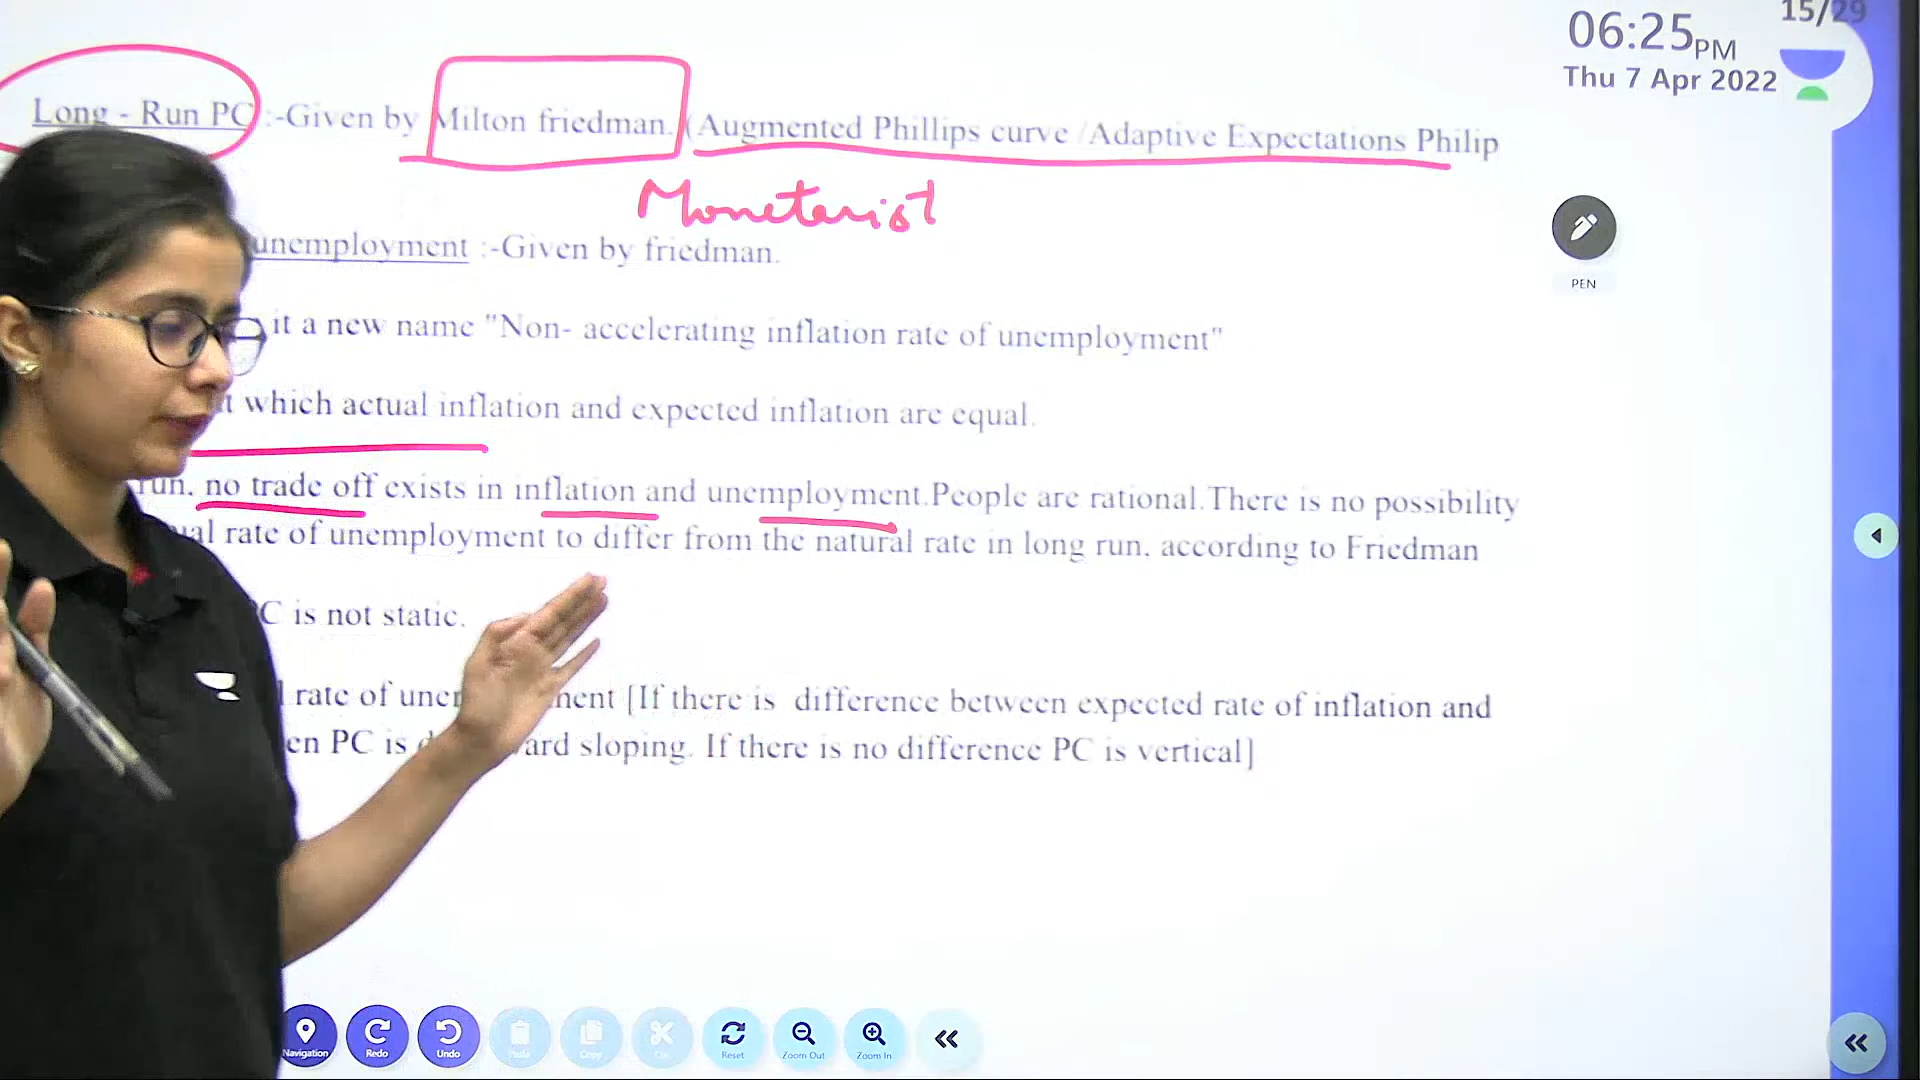 06:25PM 15/29
Thu 7 Apr 2022
Long - Run PC :-Given by Milton friedman. (Augmented Phillips curve /Adaptive Expectations Philip
Monetarist
unemployment :-Given by friedman.
PEN
it a new name "Non- accelerating inflation rate of unemployment"
which actual inflation and expected inflation are equal.
run. no trade off exists in inflation and unemployment.People are rational.There is no possibility
rate of unemployment to differ from the natural rate in long run. according to Friedman
PC is not static.
rate of [If there is difference between expected rate of inflation and
PC is sloping. If there is no difference PC is vertical]
Navigation Redo Undo Paste Copy Cut Reset Zoom Out Zoom In